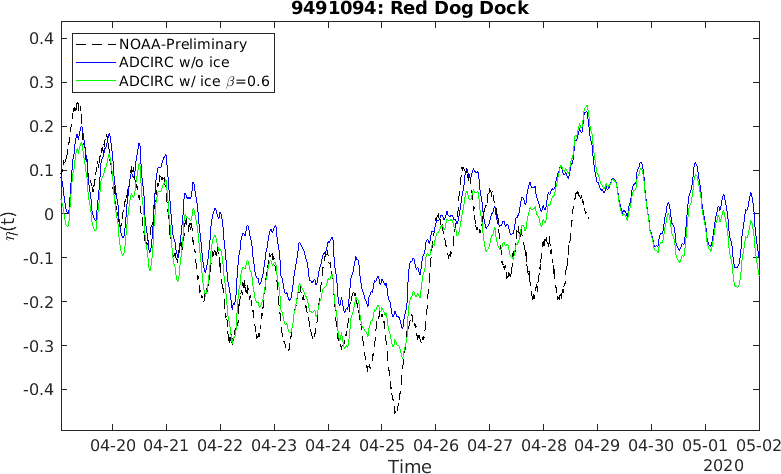 9491094: Red Dog Dock
NOAA-Preliminary
ADCIRC w/o ice
ADCIRC w/ ice β=0.6
η(t)
0.4
0.3
0.2
0.1
0
-0.1
-0.2
-0.3
-0.4
04-20 04-21 04-22 04-23 04-24 04-25 04-26 04-27 04-28 04-29 04-30 05-01 05-02
2020
Time